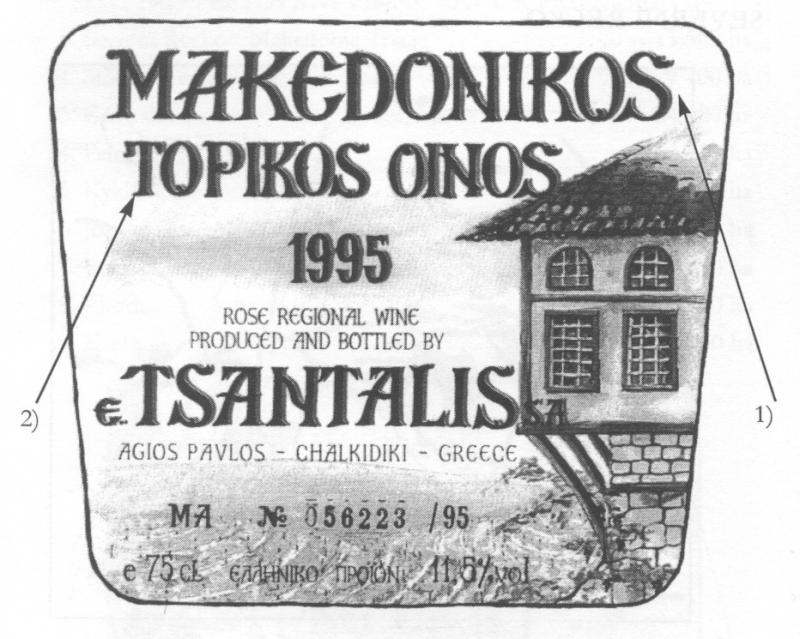 MAKEDONIKOS
TOPIKOS OINOS
1995
ROSE REGIONAL WINE
PRODUCED AND BOTTLED BY
E. TSANTALIS SA
AGIOS PAVLOS - CHALKIDIKI - GREECE
MA № 056223 /95
e 75 cL ΕΛΛΗΝΙΚΟ ΠΡΟΪΟΝ 11,5% vol
1)
2)